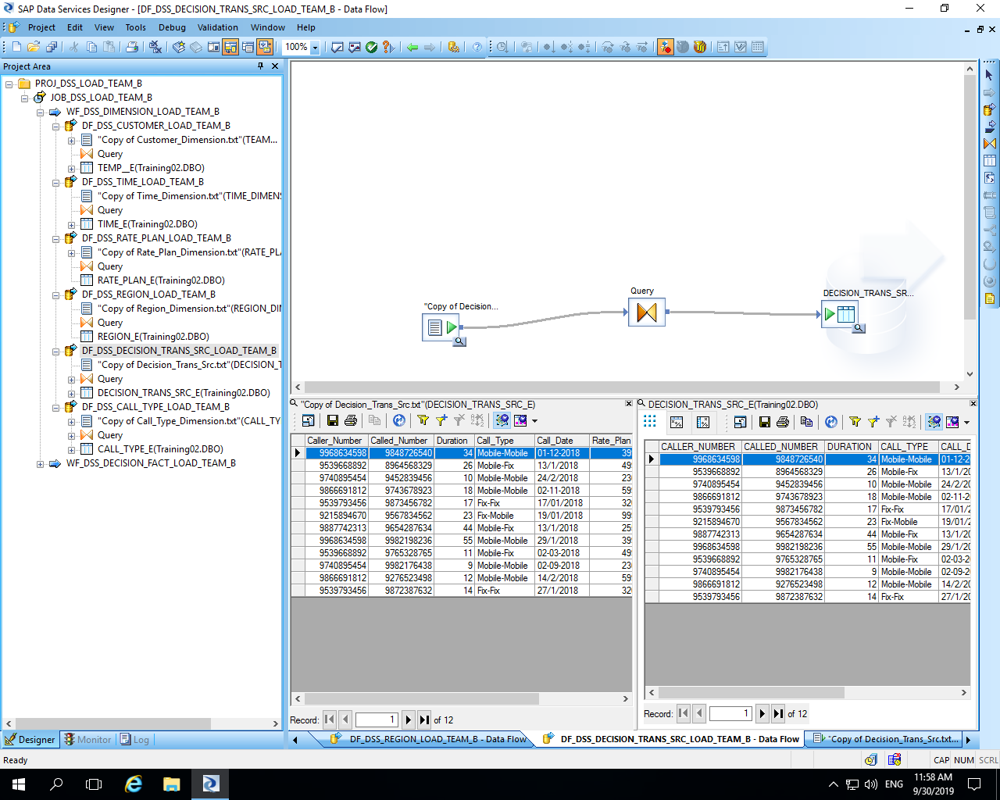 SAP Data Services Designer - [DF_DSS_DECISION_TRANS_SRC_LOAD_TEAM_B - Data Flow]
Project Edit View Tools Debug Validation Window Help
100%
Project Area
PROJ_DSS_LOAD_TEAM_B
JOB_DSS_LOAD_TEAM_B
WF_DSS_DIMENSION_LOAD_TEAM_B
DF_DSS_CUSTOMER_LOAD_TEAM_B
"Copy of Customer_Dimension.txt"(TEAM...
Query
TEMP__E(Training02.DBO)
DF_DSS_TIME_LOAD_TEAM_B
"Copy of Time_Dimension.txt"(TIME_DIMENS
Query
TIME_E(Training02.DBO)
DF_DSS_RATE_PLAN_LOAD_TEAM_B
"Copy of Rate_Plan_Dimension.txt"(RATE_PLA
Query
RATE_PLAN_E(Training02.DBO)
DF_DSS_REGION_LOAD_TEAM_B
"Copy of Region_Dimension.txt"(REGION_DIM
Query
REGION_E(Training02.DBO)
DF_DSS_DECISION_TRANS_SRC_LOAD_TEAM_B
"Copy of Decision_Trans_Src.txt"(DECISION_T
Query
DECISION_TRANS_SRC_E(Training02.DBO)
DF_DSS_CALL_TYPE_LOAD_TEAM_B
"Copy of Call_Type_Dimension.txt"(CALL_TY
Query
CALL_TYPE_E(Training02.DBO)
WF_DSS_DECISION_FACT_LOAD_TEAM_B
Designer Monitor Log
"Copy of Decision...
Query
DECISION_TRANS_SR...
"Copy of Decision_Trans_Src.txt"(DECISION_TRANS_SRC_E)
Caller_Number Called_Number Duration Call_Type Call_Date Rate_Plan
9968634598 9848726540 34 Mobile-Mobile 01-12-2018 39
9539668892 8964568329 26 Mobile-Fix 13/1/2018 49
9740895454 9452839456 10 Mobile-Mobile 24/2/2018 23
9866691812 9743678923 18 Mobile-Mobile 02-11-2018 59
9539793456 9873456782 17 Fix-Fix 17/01/2018 32
9215894670 9567834562 23 Fix-Mobile 19/01/2018 99
9887742313 9654287634 44 Mobile-Fix 13/1/2018 25
9968634598 9982198236 55 Mobile-Mobile 29/1/2018 39
9539668892 9765328765 11 Mobile-Fix 02-03-2018 49
9740895454 9982176438 9 Mobile-Mobile 02-09-2018 23
9866691812 9276523498 12 Mobile-Mobile 14/2/2018 59
9539793456 9872387632 14 Fix-Fix 27/1/2018 32
Record: 1 of 12
DECISION_TRANS_SRC_E(Training02.DBO)
CALLER_NUMBER CALLED_NUMBER DURATION CALL_TYPE CALL_D
9968634598 9848726540 34 Mobile-Mobile 01-12-2
9539668892 8964568329 26 Mobile-Fix 13/1/20
9740895454 9452839456 10 Mobile-Mobile 24/2/20
9866691812 9743678923 18 Mobile-Mobile 02-11-2
9539793456 9873456782 17 Fix-Fix 17/01/2
9215894670 9567834562 23 Fix-Mobile 19/01/2
9887742313 9654287634 44 Mobile-Fix 13/1/20
9968634598 9982198236 55 Mobile-Mobile 29/1/20
9539668892 9765328765 11 Mobile-Fix 02-03-2
9740895454 9982176438 9 Mobile-Mobile 02-09-2
9866691812 9276523498 12 Mobile-Mobile 14/2/20
9539793456 9872387632 14 Fix-Fix 27/1/20
Record: 1 of 12
DF_DSS_REGION_LOAD_TEAM_B - Data Flow DF_DSS_DECISION_TRANS_SRC_LOAD_TEAM_B - Data Flow "Copy of Decision_Trans_Src.txt...
Ready
CAP NUM SCRL
ENG
11:58 AM
9/30/2019